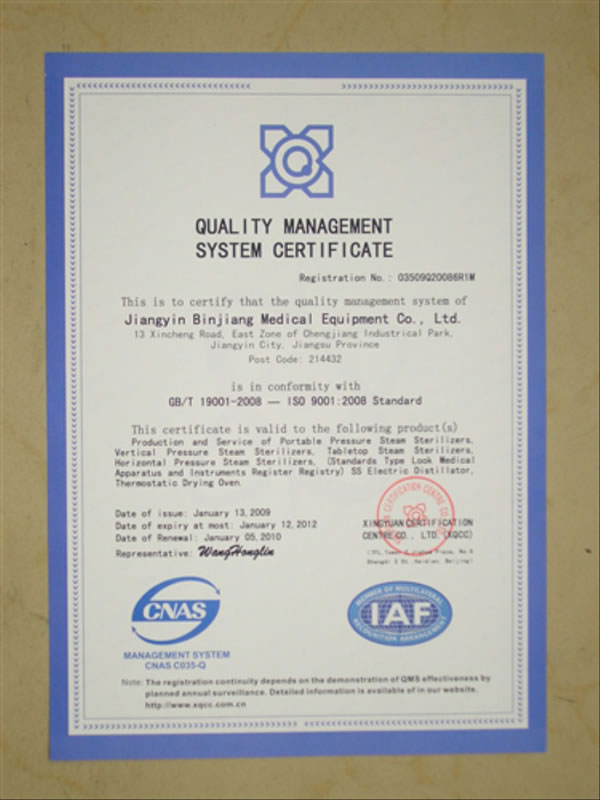 QUALITY MANAGEMENT
SYSTEM CERTIFICATE
Registration No.: 03509Q20086R1M
This is to certify that the quality management system of
Jiangyin Binjiang Medical Equipment Co., Ltd.
13 Xincheng Road, East Zone of Chengjiang Industrical Park,
Jiangyin City, Jiangsu Province
Post Code: 214432
is in conformity with
GB/T 19001-2008 — ISO 9001:2008 Standard
This certificate is valid to the following product(s)
Production and Service of Portable Pressure Steam Sterilizers,
Vertical Pressure Steam Sterilizers, Tabletop Steam Sterilizers,
Horizontal Pressure Steam Sterilizers, (Standards Type Look Medical
Apparatus and Instruments Register Registry) SS Electric Distillator,
Thermostatic Drying Oven.
Date of issue: January 13, 2009
Date of expiry at most: January 12, 2012
Date of Renewal: January 05, 2010
Representative: WangHonglin
XINGYUAN CERTIFICATION
CENTRE CO., LTD. (XQCC)
CNAS
MANAGEMENT SYSTEM
CNAS C035-Q
MEMBER OF MULTILATERAL
IAF
RECOGNITION ARRANGEMENT
Note: The registration continuity depends on the demonstration of QMS effectiveness by
planned annual surveillance. Detailed information is available of in our website.
http://www.xqcc.com.cn